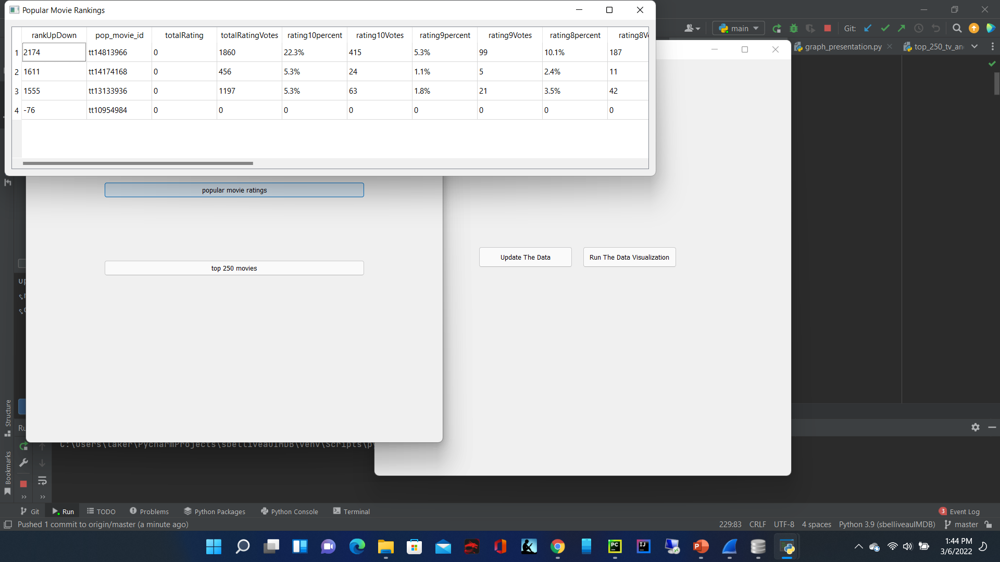 Popular Movie Rankings
rankUpDown pop_movie_id totalRating totalRatingVotes rating10percent rating10Votes rating9percent rating9Votes rating8percent
1 2174 tt14813966 0 1860 22.3% 415 5.3% 99 10.1% 187
2 1611 tt14174168 0 456 5.3% 24 1.1% 5 2.4% 11
3 1555 tt13133936 0 1197 5.3% 63 1.8% 21 3.5% 42
4 -76 tt10954984 0 0 0 0 0 0 0 0
main Git:
graph_presentation.py top_250_tv_an
popular movie ratings
top 250 movies
Update The Data Run The Data Visualization
up
Structure
Bookmarks
Ru
C:\Users\taker\PycharmProjects\sbelliveauIMDB\venv\Scripts\p
Git Run TODO Problems Python Packages Python Console Terminal 3 Event Log
Pushed 1 commit to origin/master (a minute ago) 229:83 CRLF UTF-8 4 spaces Python 3.9 (sbelliveauIMDB) master
PC IJ P
1:44 PM
3/6/2022